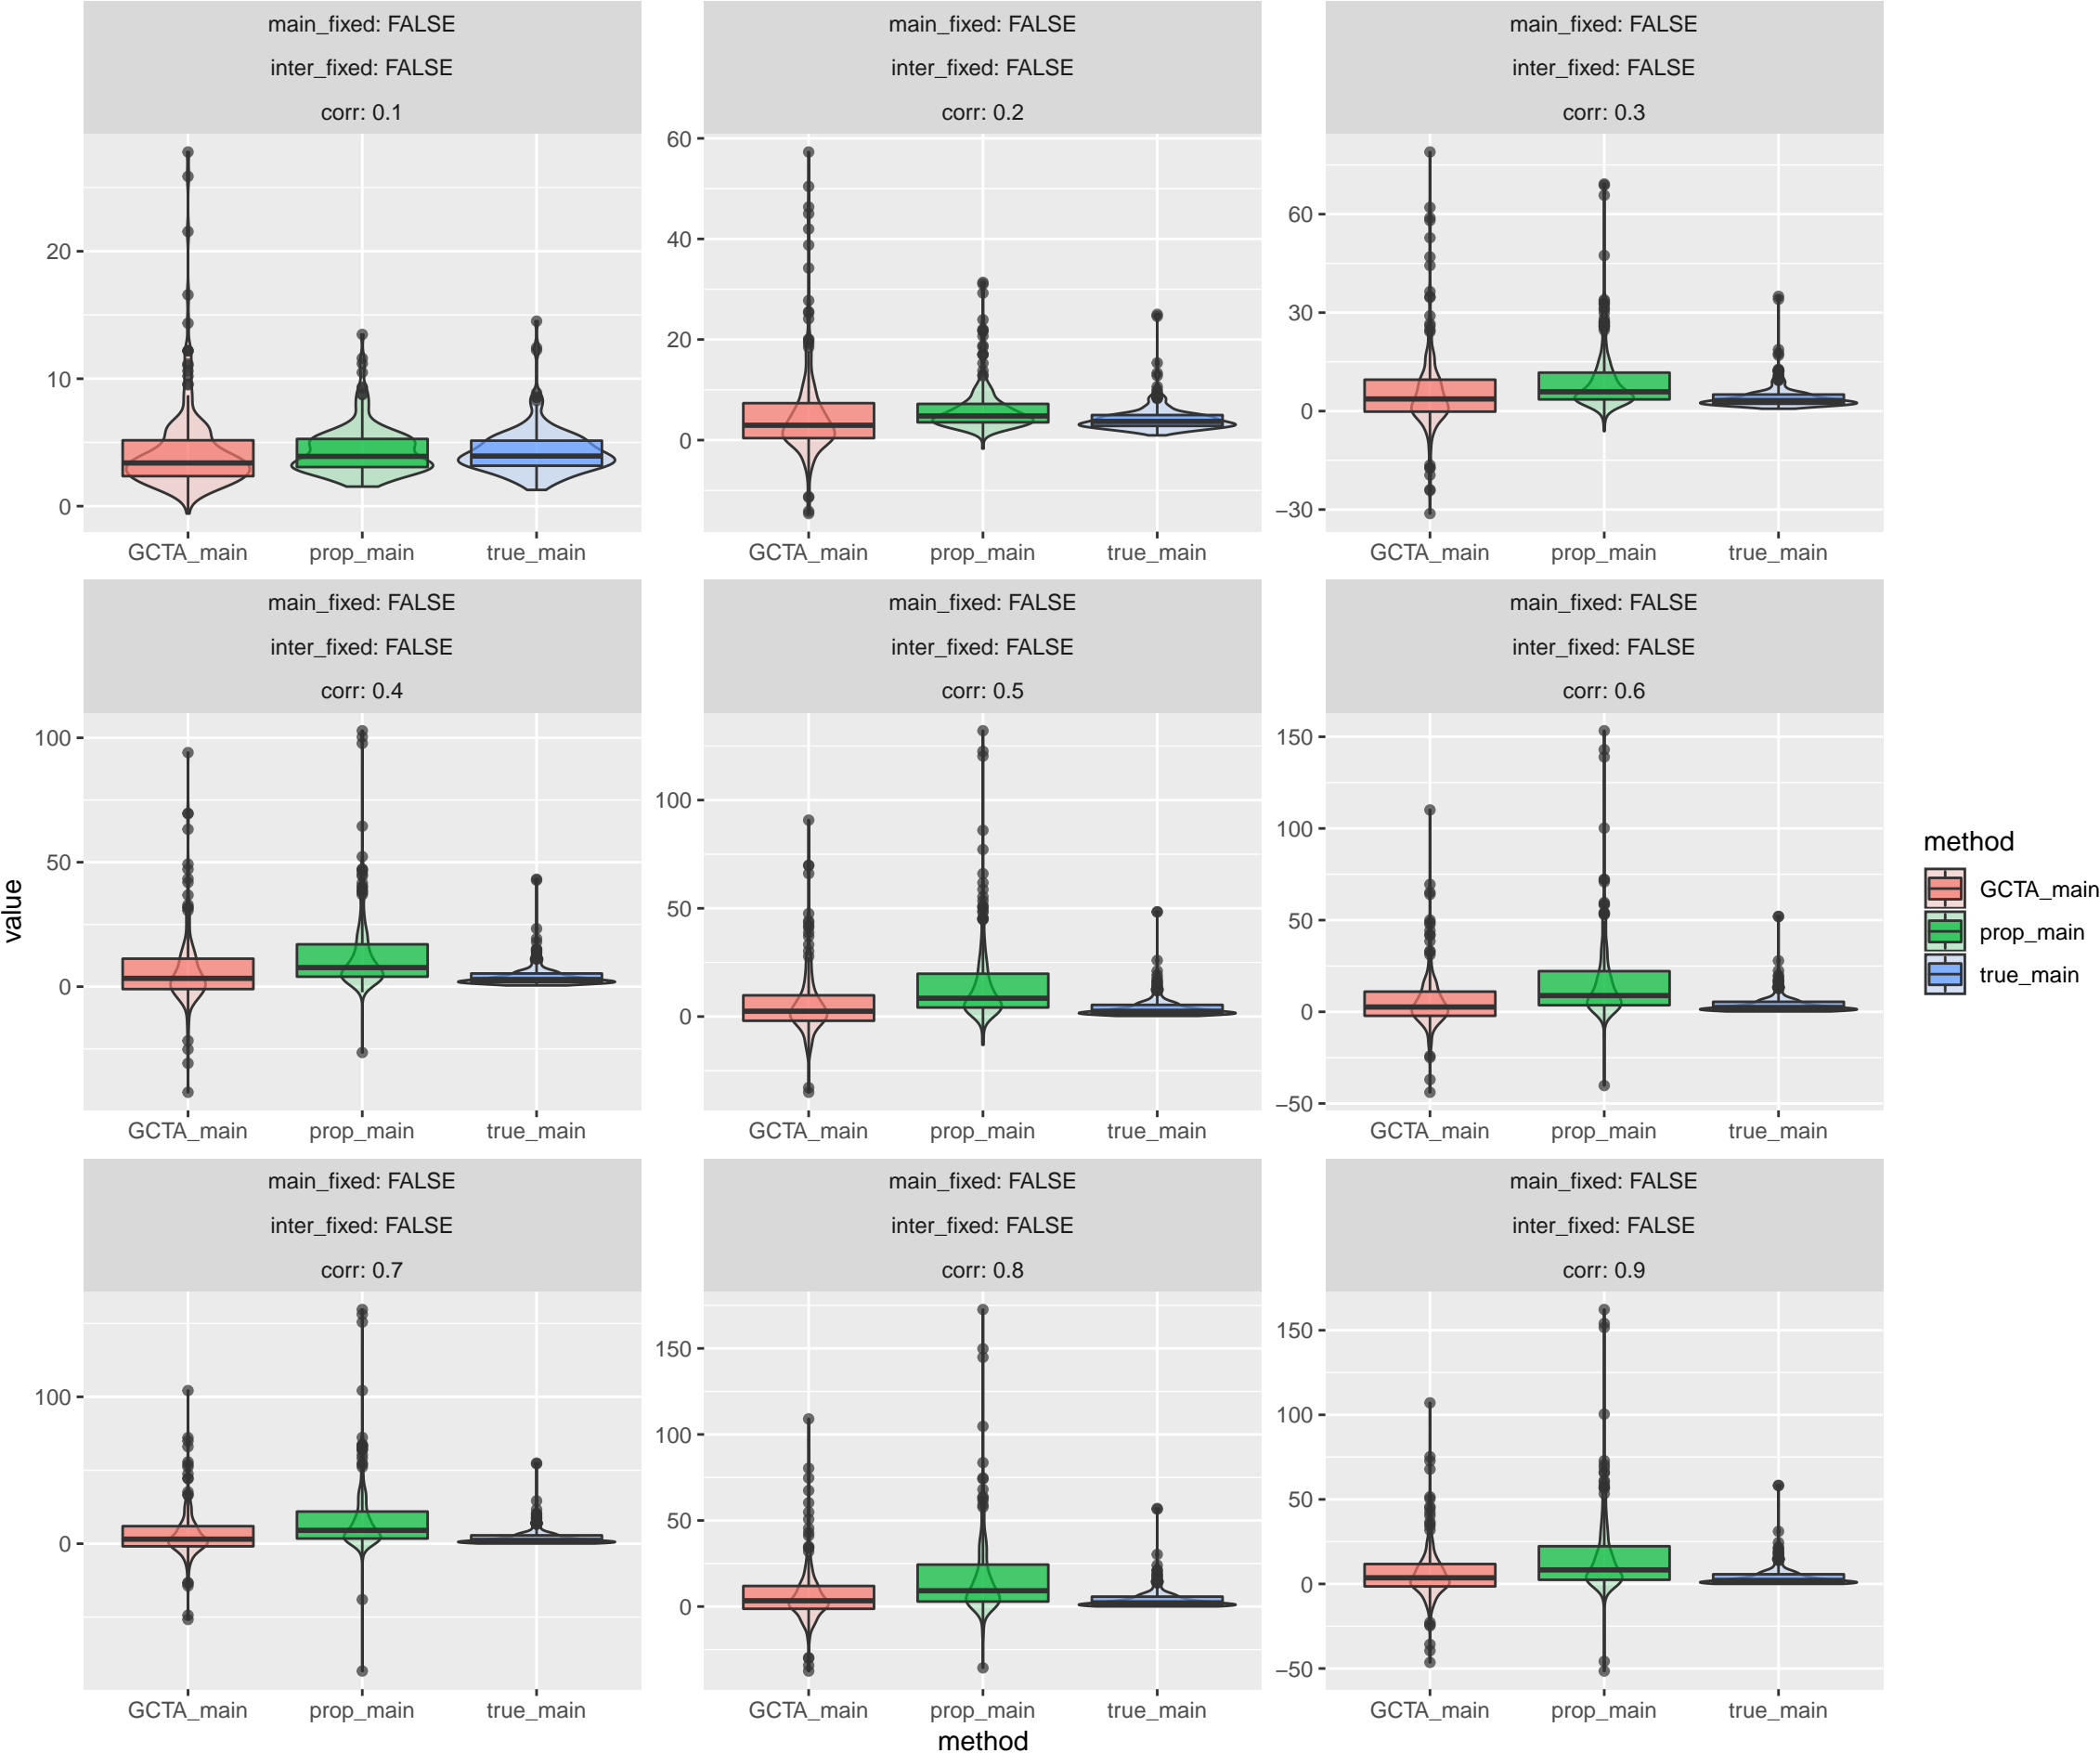 main_fixed: FALSE
inter_fixed: FALSE
corr: 0.1
20
10
0
GCTA_main prop_main true_main
main_fixed: FALSE
inter_fixed: FALSE
corr: 0.2
60
40
20
0
GCTA_main prop_main true_main
main_fixed: FALSE
inter_fixed: FALSE
corr: 0.3
60
30
0
−30
GCTA_main prop_main true_main
main_fixed: FALSE
inter_fixed: FALSE
corr: 0.4
100
50
0
GCTA_main prop_main true_main
main_fixed: FALSE
inter_fixed: FALSE
corr: 0.5
100
50
0
GCTA_main prop_main true_main
main_fixed: FALSE
inter_fixed: FALSE
corr: 0.6
150
100
50
0
−50
GCTA_main prop_main true_main
main_fixed: FALSE
inter_fixed: FALSE
corr: 0.7
100
0
GCTA_main prop_main true_main
main_fixed: FALSE
inter_fixed: FALSE
corr: 0.8
150
100
50
0
GCTA_main prop_main true_main
main_fixed: FALSE
inter_fixed: FALSE
corr: 0.9
150
100
50
0
−50
GCTA_main prop_main true_main
value
method
method
GCTA_main
prop_main
true_main